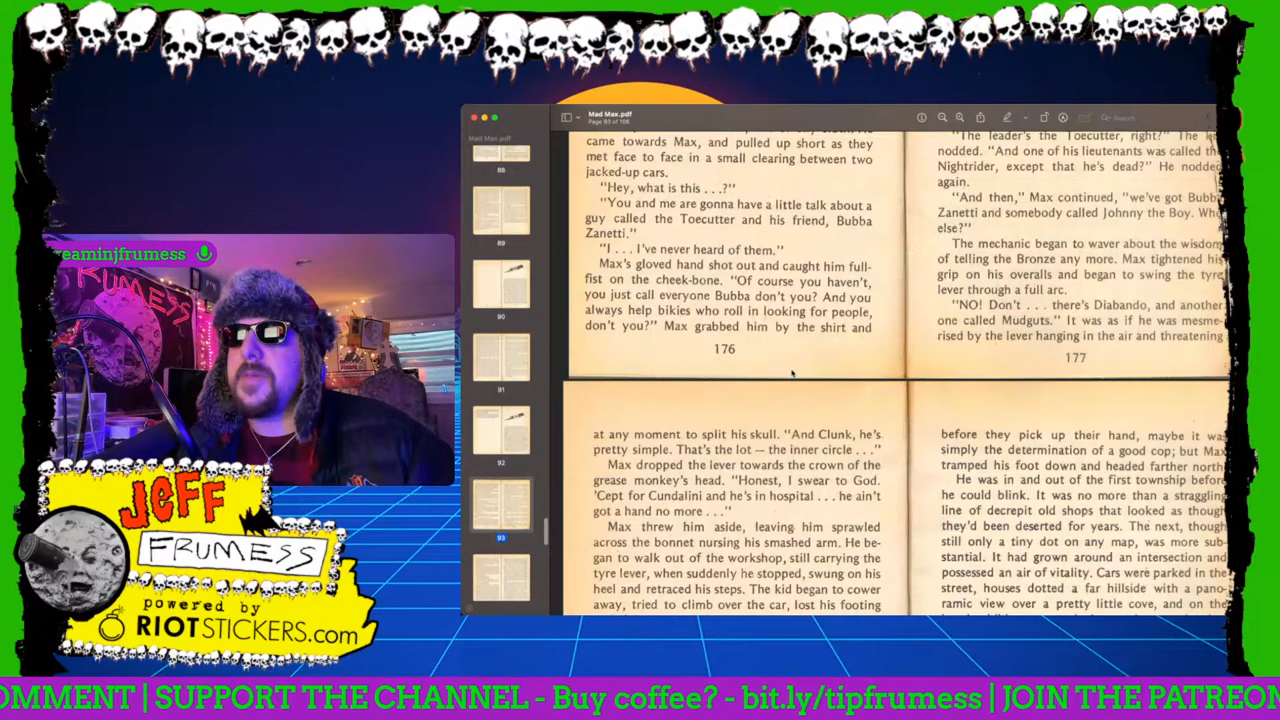 Mad Max.pdf
Page 93 of 106
Search
Mad Max.pdf
88
89
90
91
92
93
came towards Max, and pulled up short as they
met face to face in a small clearing between two
jacked-up cars.
"Hey, what is this . . .?"
"You and me are gonna have a little talk about a
guy called the Toecutter and his friend, Bubba
Zanetti."
"I . . . I've never heard of them."
Max's gloved hand shot out and caught him full-
fist on the cheek-bone. "Of course you haven't,
you just call everyone Bubba don't you? And you
always help bikies who roll in looking for people,
don't you?" Max grabbed him by the shirt and
176
"The leader's the Toecutter, right?" The
nodded. "And one of his lieutenants was called the
Nightrider, except that he's dead?" He nodded
again.
"And then," Max continued, "we've got Bubba
Zanetti and somebody called Johnny the Boy. Who
else?"
The mechanic began to waver about the wisdom
of telling the Bronze any more. Max tightened his
grip on his overalls and began to swing the tyre
lever through a full arc.
"NO! Don't . . . there's Diabando, and another
one called Mudguts." It was as if he was mesme-
rised by the lever hanging in the air and threatening
177
at any moment to split his skull. "And Clunk, he's
pretty simple. That's the lot — the inner circle . . ."
Max dropped the lever towards the crown of the
grease monkey's head. "Honest, I swear to God.
'Cept for Cundalini and he's in hospital . . . he ain't
got a hand no more . . ."
Max threw him aside, leaving him sprawled
across the bonnet nursing his smashed arm. He be-
gan to walk out of the workshop, still carrying the
tyre lever, when suddenly he stopped, swung on his
heel and retraced his steps. The kid began to cower
away, tried to climb over the car, lost his footing
before they pick up their hand, maybe it was
simply the determination of a good cop; but Max
tramped his foot down and headed farther north
He was in and out of the first township before
he could blink. It was no more than a straggling
line of decrepit old shops that looked as though
they'd been deserted for years. The next, though
still only a tiny dot on any map, was more sub-
stantial. It had grown around an intersection and
possessed an air of vitality. Cars were parked in the
street, houses dotted a far hillside with a pano-
ramic view over a pretty little cove, and on the
eaminjfrumess
FRUMESS
JEFF
FRUMESS
powered by
RIOTSTICKERS.com
OMMENT | SUPPORT THE CHANNEL - Buy coffee? - bit.ly/tipfrumess | JOIN THE PATREON